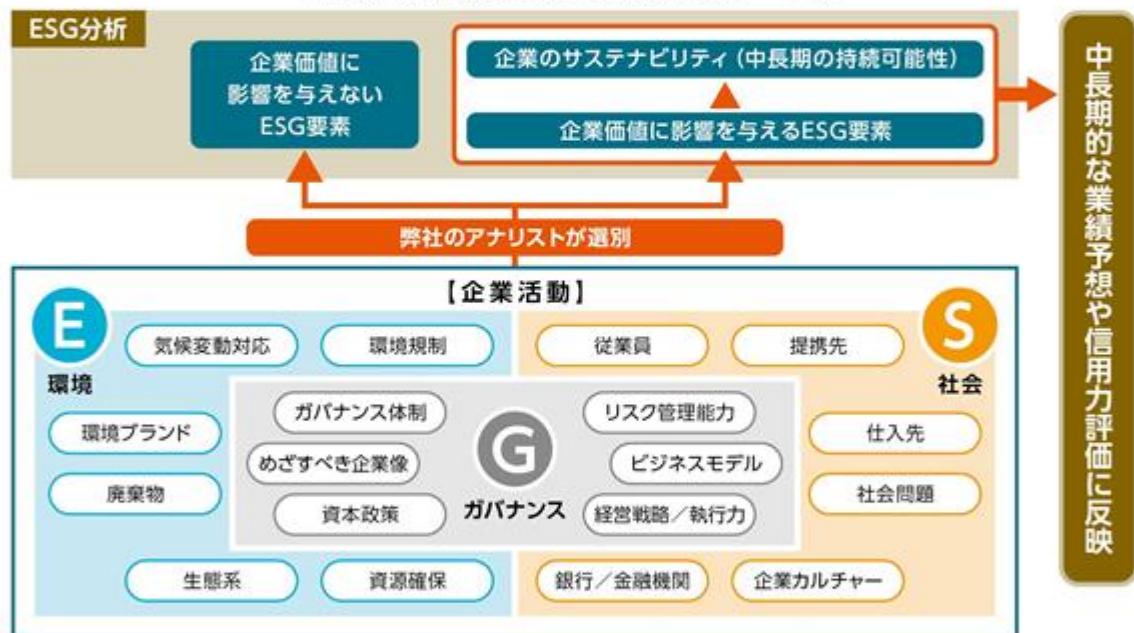 ESG分析
企業価値に
影響を与えない
ESG要素
企業のサステナビリティ(中長期の持続可能性)
企業価値に影響を与えるESG要素
中長期的な業績予想や信用力評価に反映
弊社のアナリストが選別
【企業活動】
E
環境
気候変動対応
環境規制
環境ブランド
廃棄物
生態系
資源確保
G
ガバナンス
ガバナンス体制
めざすべき企業像
資本政策
リスク管理能力
ビジネスモデル
経営戦略/執行力
S
社会
従業員
提携先
仕入先
社会問題
銀行/金融機関
企業カルチャー